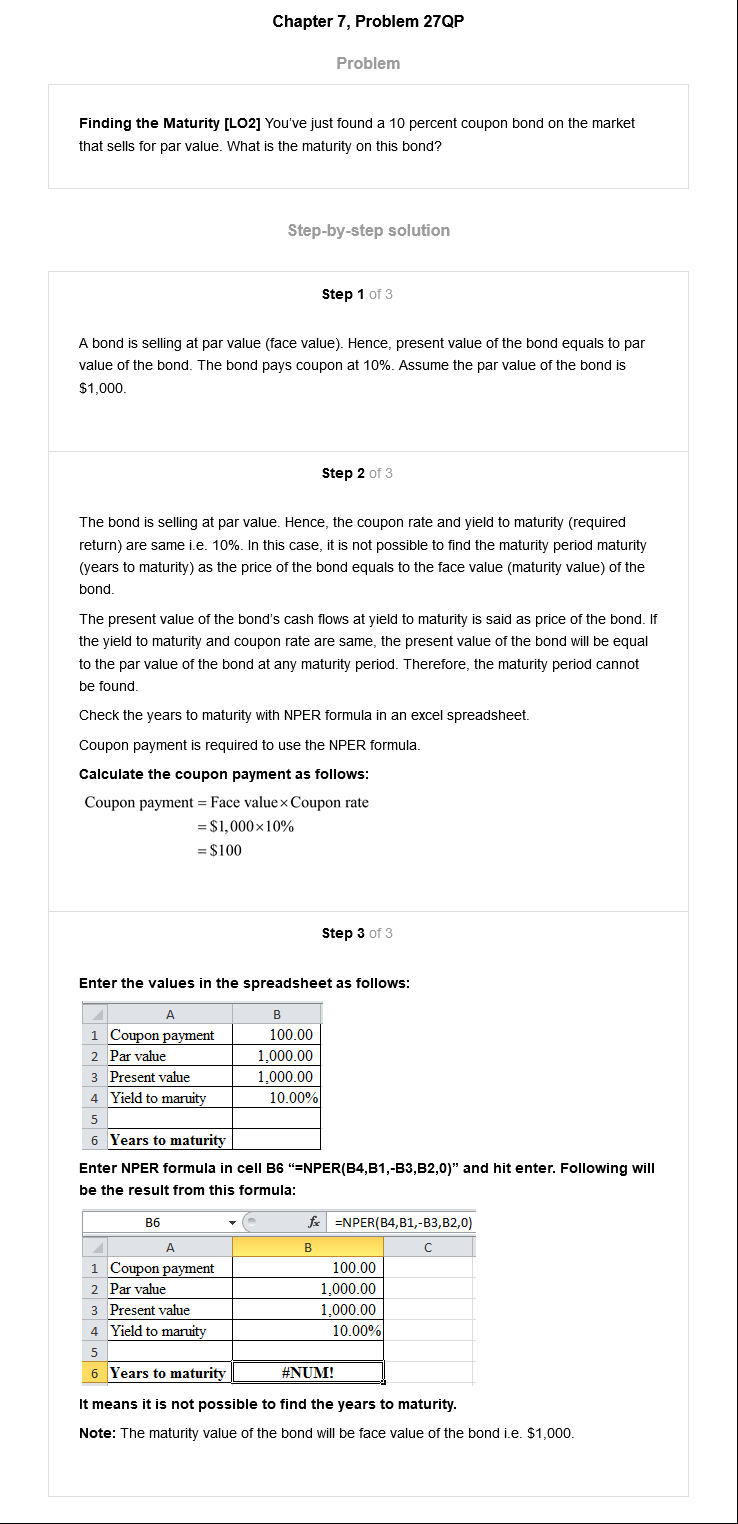 Chapter 7, Problem 27QP
Problem
Finding the Maturity [LO2] You've just found a 10 percent coupon bond on the market
that sells for par value. What is the maturity on this bond?
Step-by-step solution
Step 1 of 3
A bond is selling at par value (face value). Hence, present value of the bond equals to par
value of the bond. The bond pays coupon at 10%. Assume the par value of the bond is
$1,000.
Step 2 of 3
The bond is selling at par value. Hence, the coupon rate and yield to maturity (required
return) are same i.e. 10%. In this case, it is not possible to find the maturity period maturity
(years to maturity) as the price of the bond equals to the face value (maturity value) of the
bond.
The present value of the bond's cash flows at yield to maturity is said as price of the bond. If
the yield to maturity and coupon rate are same, the present value of the bond will be equal
to the par value of the bond at any maturity period. Therefore, the maturity period cannot
be found.
Check the years to maturity with NPER formula in an excel spreadsheet.
Coupon payment is required to use the NPER formula.
Calculate the coupon payment as follows:
Coupon payment = Face value×Coupon rate
= $1,000×10%
= $100
Step 3 of 3
Enter the values in the spreadsheet as follows:
A B
1 Coupon payment 100.00
2 Par value 1,000.00
3 Present value 1,000.00
4 Yield to maruity 10.00%
5
6 Years to maturity
Enter NPER formula in cell B6 “=NPER(B4,B1,-B3,B2,0)” and hit enter. Following will
be the result from this formula:
B6 fx =NPER(B4,B1,-B3,B2,0)
A B C
1 Coupon payment 100.00
2 Par value 1,000.00
3 Present value 1,000.00
4 Yield to maruity 10.00%
5
6 Years to maturity #NUM!
It means it is not possible to find the years to maturity.
Note: The maturity value of the bond will be face value of the bond i.e. $1,000.